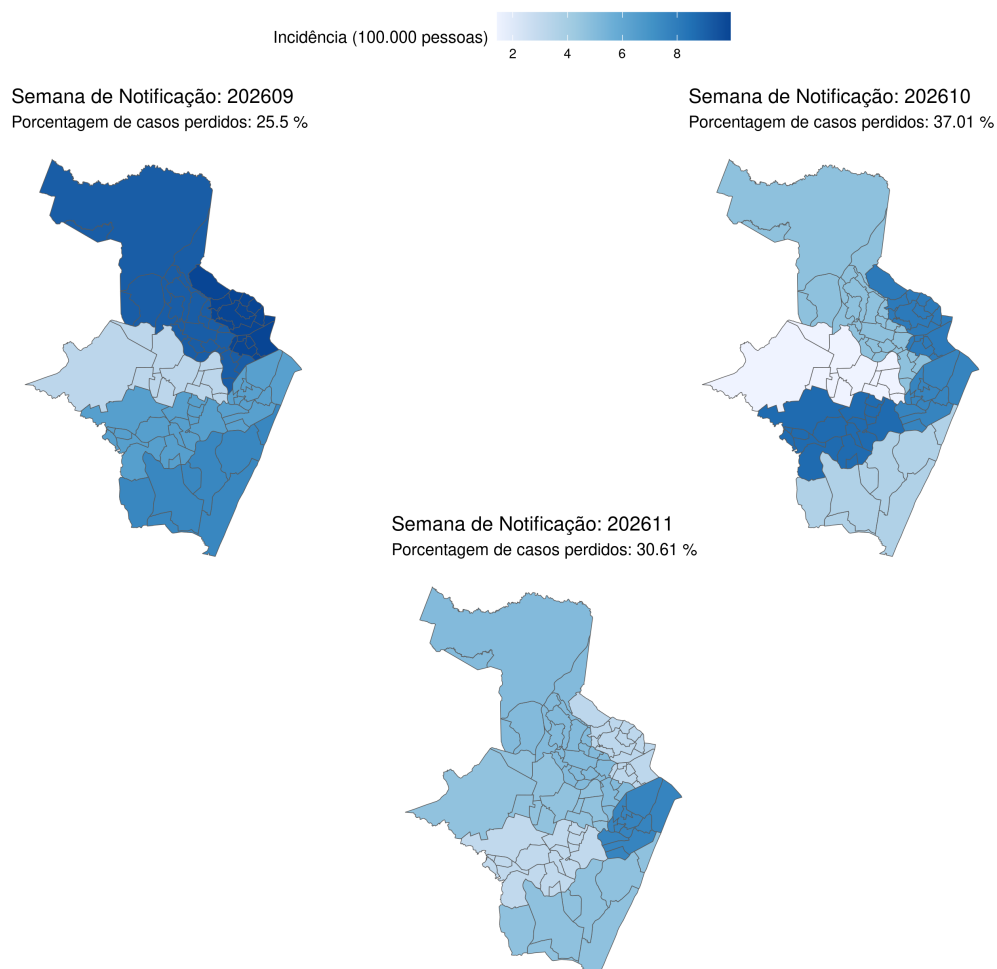 Incidência (100.000 pessoas)
2 4 6 8
Semana de Notificação: 202609
Porcentagem de casos perdidos: 25.5 %
Semana de Notificação: 202610
Porcentagem de casos perdidos: 37.01 %
Semana de Notificação: 202611
Porcentagem de casos perdidos: 30.61 %